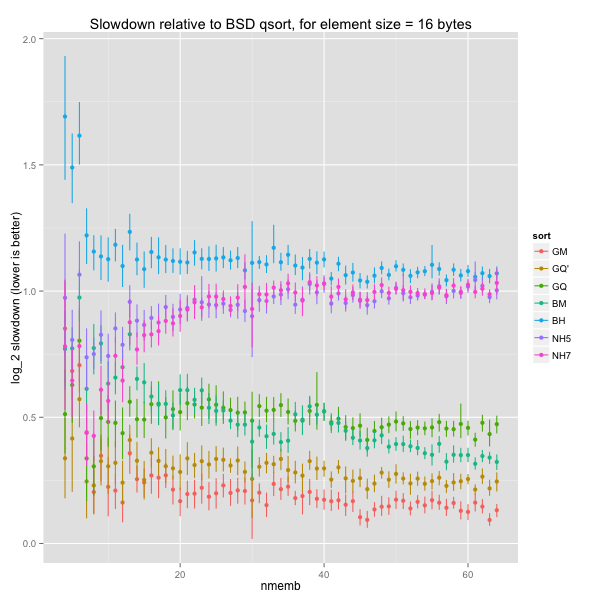 Slowdown relative to BSD qsort, for element size = 16 bytes
log_2 slowdown (lower is better)
2.0
1.5
1.0
0.5
0.0
20
40
60
nmemb
sort
GM
GQ'
GQ
BM
BH
NH5
NH7